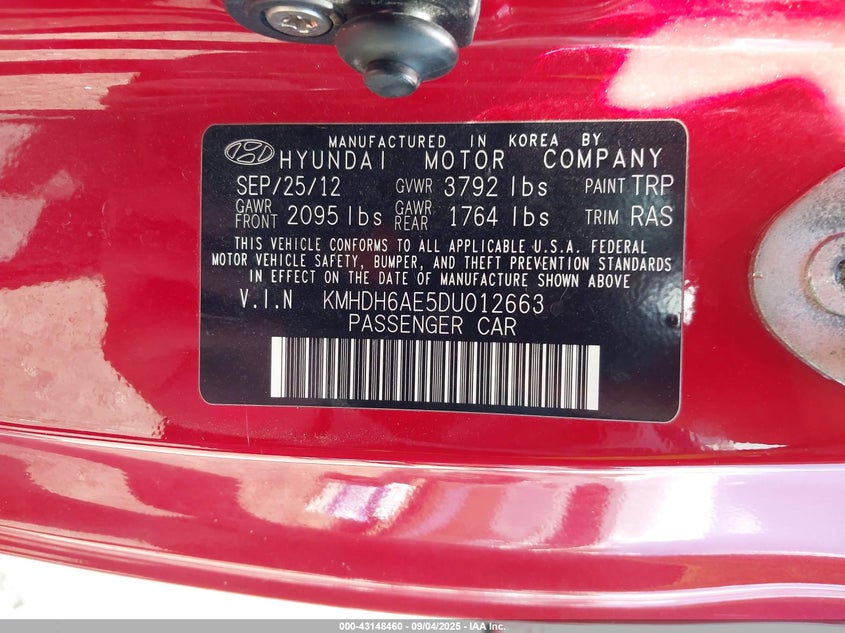 MANUFACTURED IN KOREA BY
HYUNDAI MOTOR COMPANY
SEP/25/12 GVWR 3792 lbs PAINT TRP
GAWR FRONT 2095 lbs GAWR REAR 1764 lbs TRIM RAS
THIS VEHICLE CONFORMS TO ALL APPLICABLE U.S.A. FEDERAL
MOTOR VEHICLE SAFETY, BUMPER, AND THEFT PREVENTION STANDARDS
IN EFFECT ON THE DATE OF MANUFACTURE SHOWN ABOVE
V.I.N KMHDH6AE5DU012663
PASSENGER CAR
000-43148460 - 09/04/2025 - IAA Inc.